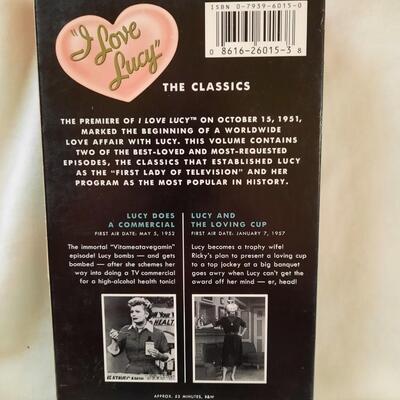 ISBN 0-7939-6015-0
"I Love
Lucy"
0 8616-26015-3 8
THE CLASSICS
THE PREMIERE OF I LOVE LUCY™ ON OCTOBER 15, 1951,
MARKED THE BEGINNING OF A WORLDWIDE
LOVE AFFAIR WITH LUCY. THIS VOLUME CONTAINS
TWO OF THE BEST-LOVED AND MOST-REQUESTED
EPISODES, THE CLASSICS THAT ESTABLISHED LUCY
AS THE "FIRST LADY OF TELEVISION" AND HER
PROGRAM AS THE MOST POPULAR IN HISTORY.
LUCY DOES
A COMMERCIAL
FIRST AIR DATE: MAY 5, 1952
The immortal "Vitameatavegamin"
episode! Lucy bombs — and gets
bombed — after she schemes her
way into doing a TV commercial
for a high-alcohol health tonic!
LUCY AND
THE LOVING CUP
FIRST AIR DATE: JANUARY 7, 1957
Lucy becomes a trophy wife!
Ricky's plan to present a loving cup
to a top jockey at a big banquet
goes awry when Lucy can't get the
award off her mind — er, head!
APPROX. 52 MINUTES, B&W